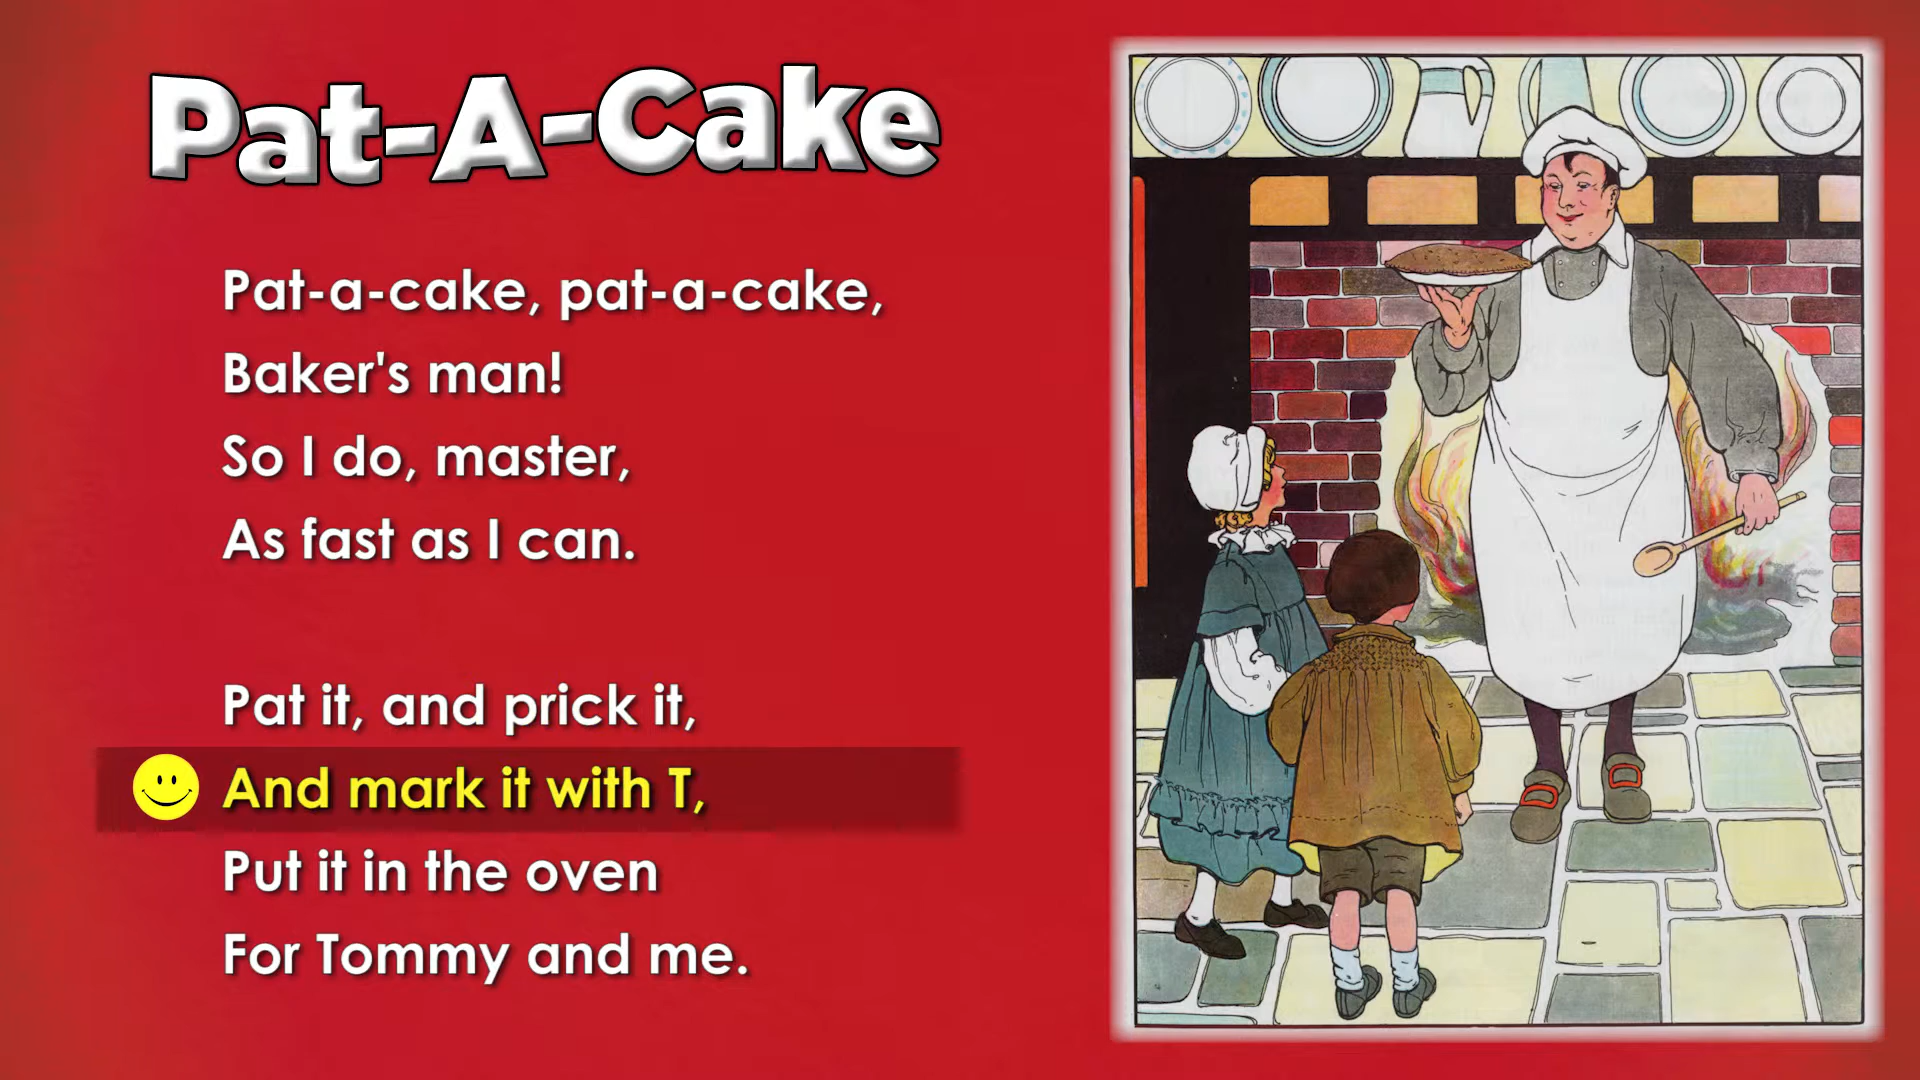 Pat-A-Cake
Pat-a-cake, pat-a-cake,
Baker's man!
So I do, master,
As fast as I can.
Pat it, and prick it,
And mark it with T,
Put it in the oven
For Tommy and me.